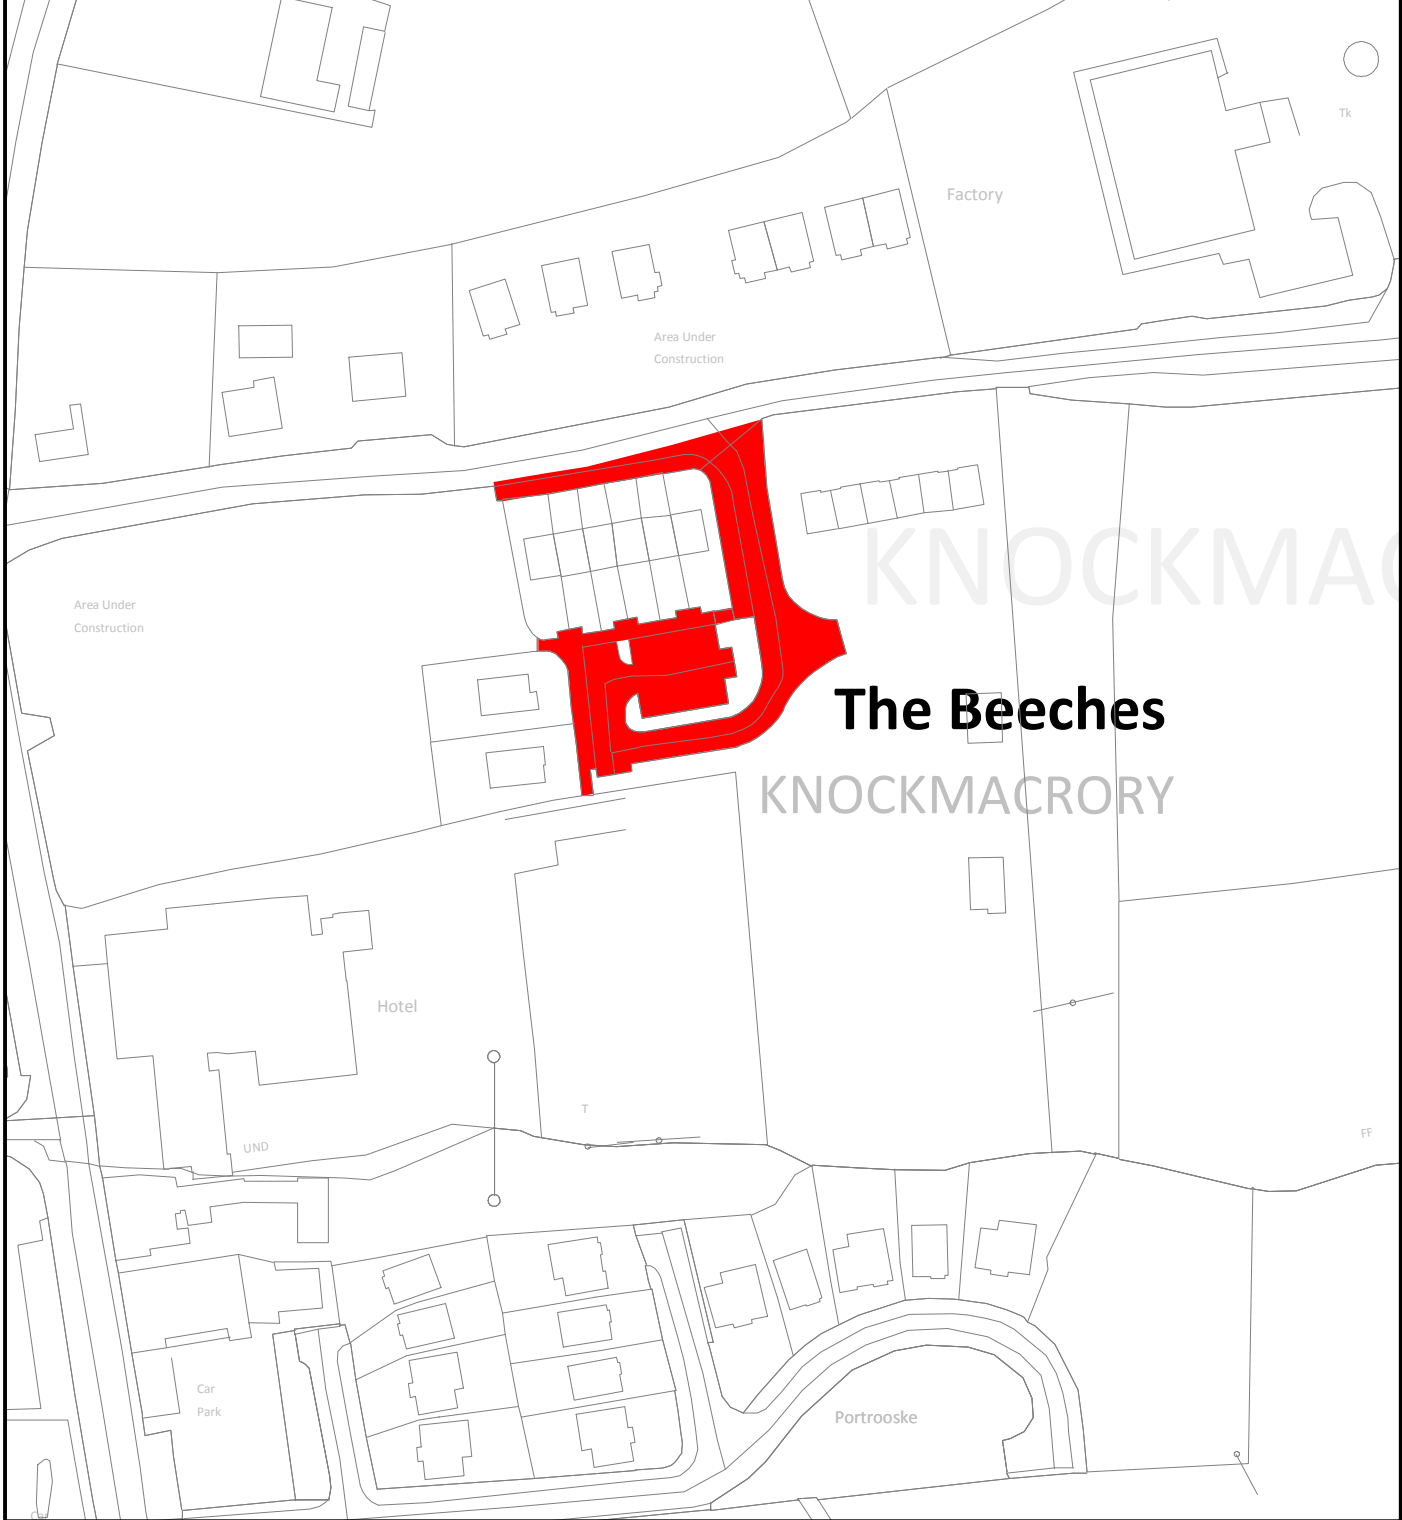 Tk
Factory
Area Under
Construction
KNOCKMAC
Area Under
Construction
The Beeches
KNOCKMACRORY
Hotel
T
UND
FF
Car
Park
Portrooske